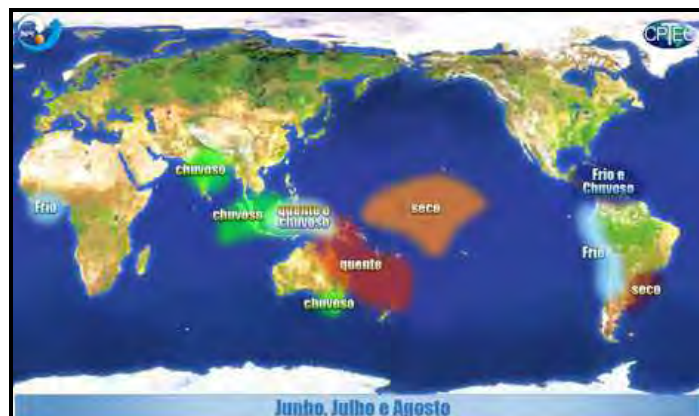 CPTEC
chuvoso
Frio
chuvoso
quente e
chuvoso
seco
Frio e
Chuvoso
quente
Frio
seco
chuvoso
Junho, Julho e Agosto